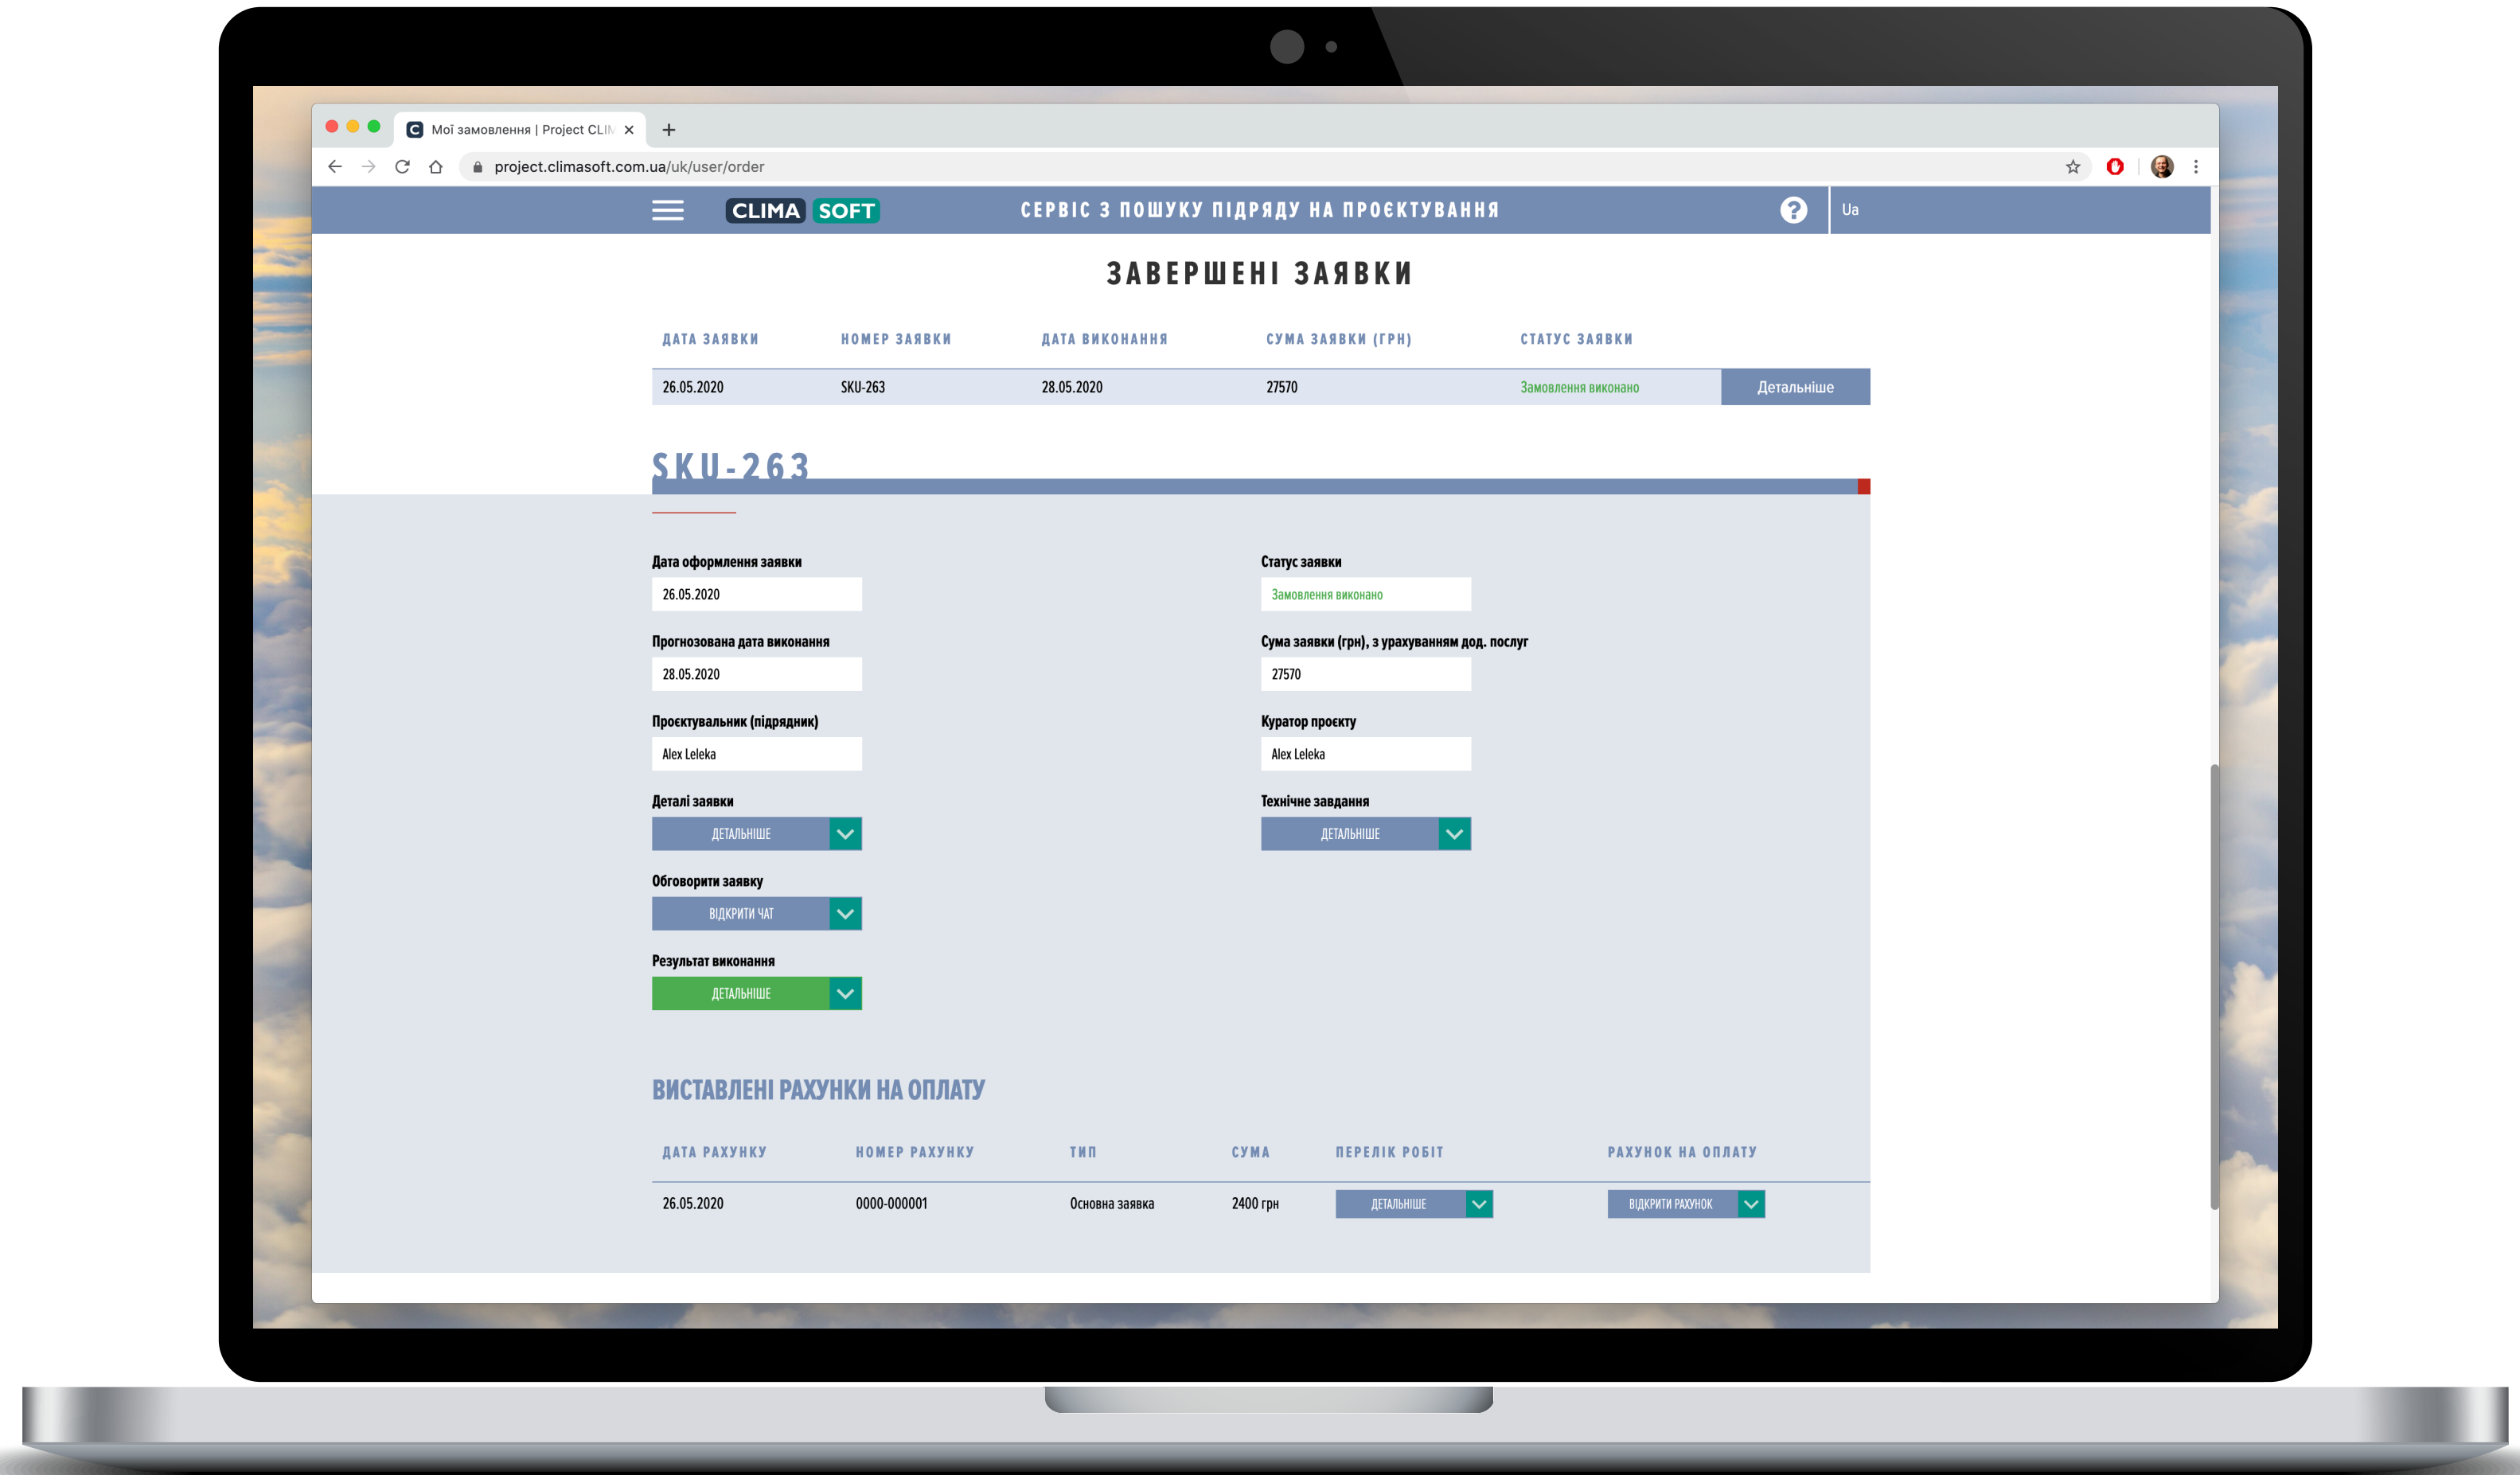 Мої замовлення | Project CLIM
project.climasoft.com.ua/uk/user/order
CLIMA SOFT
СЕРВІС З ПОШУКУ ПІДРЯДУ НА ПРОЄКТУВАННЯ
Ua
ЗАВЕРШЕНІ ЗАЯВКИ
ДАТА ЗАЯВКИ НОМЕР ЗАЯВКИ ДАТА ВИКОНАННЯ СУМА ЗАЯВКИ (ГРН) СТАТУС ЗАЯВКИ
26.05.2020 SKU-263 28.05.2020 27570 Замовлення виконано Детальніше
SKU-263
Дата оформлення заявки Статус заявки
26.05.2020 Замовлення виконано
Прогнозована дата виконання Сума заявки (грн), з урахуванням дод. послуг
28.05.2020 27570
Проєктувальник (підрядник) Куратор проєкту
Alex Leleka Alex Leleka
Деталі заявки Технічне завдання
ДЕТАЛЬНІШЕ ДЕТАЛЬНІШЕ
Обговорити заявку
ВІДКРИТИ ЧАТ
Результат виконання
ДЕТАЛЬНІШЕ
ВИСТАВЛЕНІ РАХУНКИ НА ОПЛАТУ
ДАТА РАХУНКУ НОМЕР РАХУНКУ ТИП СУМА ПЕРЕЛІК РОБІТ РАХУНОК НА ОПЛАТУ
26.05.2020 0000-000001 Основна заявка 2400 грн ДЕТАЛЬНІШЕ ВІДКРИТИ РАХУНОК